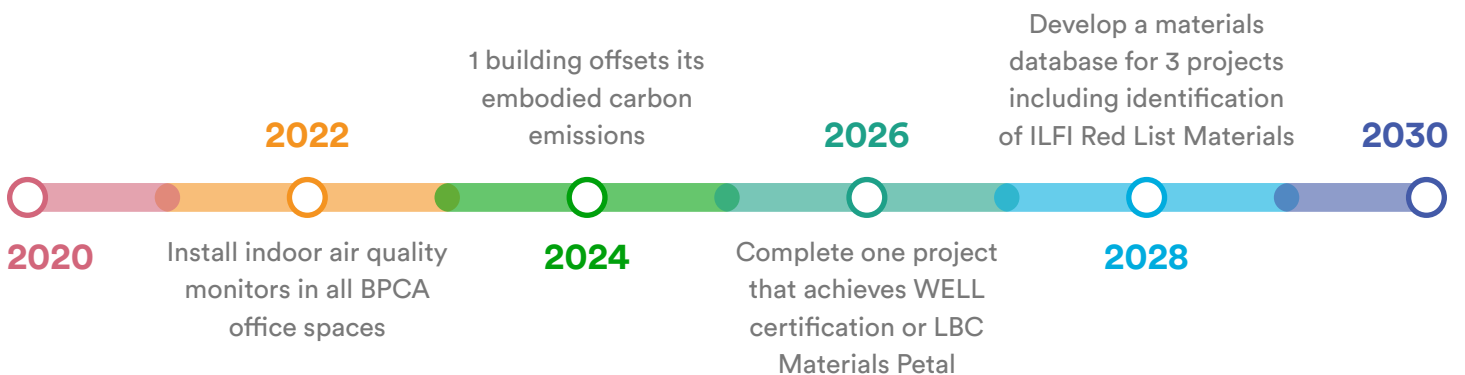 2020
2022
Install indoor air quality
monitors in all BPCA
office spaces
1 building offsets its
embodied carbon
emissions
2024
2026
Complete one project
that achieves WELL
certification or LBC
Materials Petal
Develop a materials
database for 3 projects
including identification
of ILFI Red List Materials
2028
2030